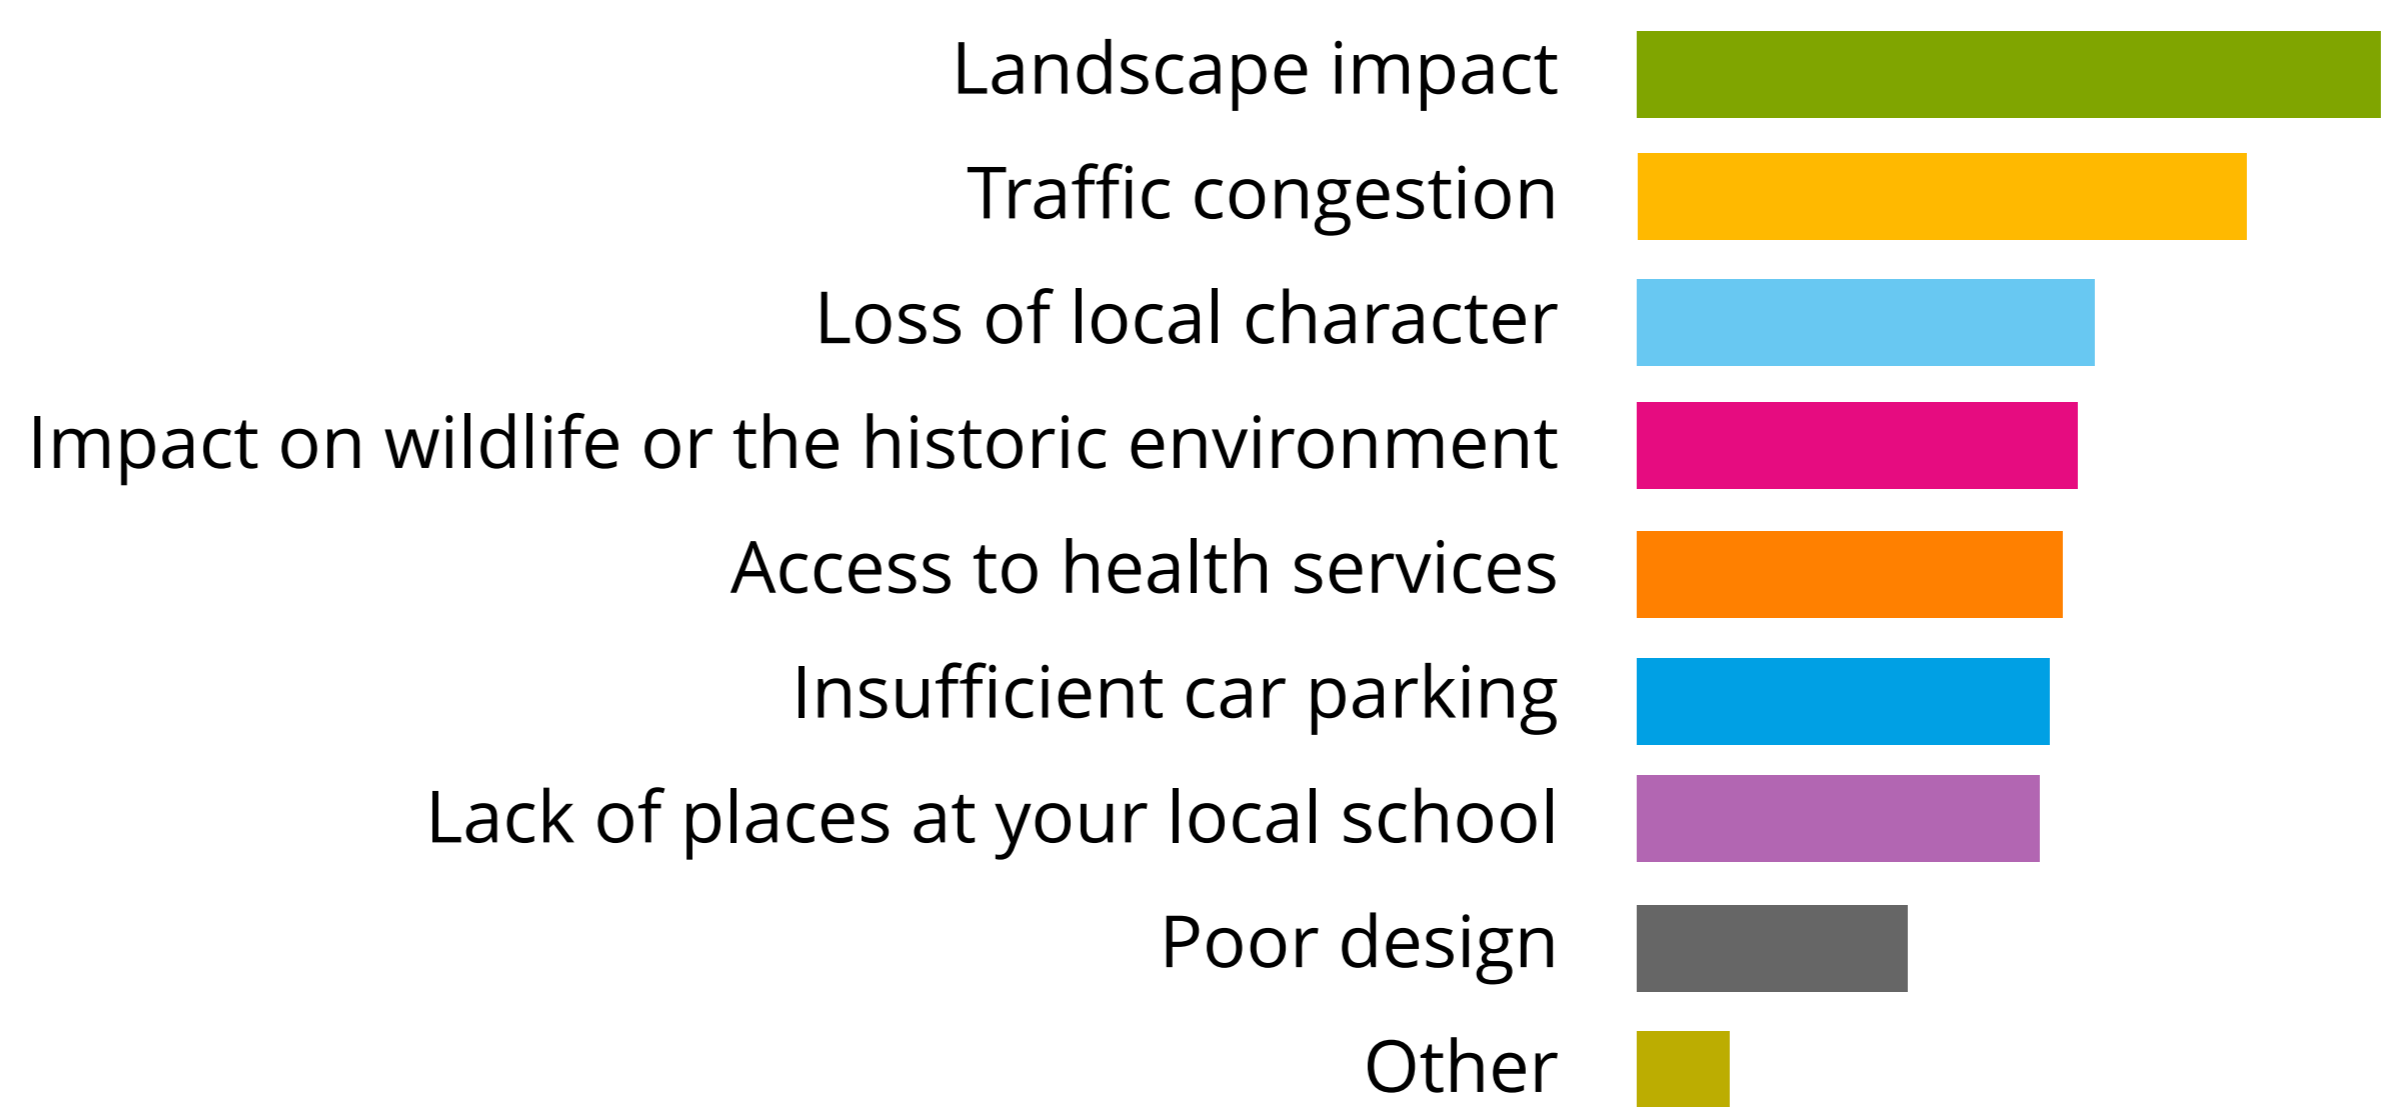 Landscape impact
Traffic congestion
Loss of local character
Impact on wildlife or the historic environment
Access to health services
Insufficient car parking
Lack of places at your local school
Poor design
Other